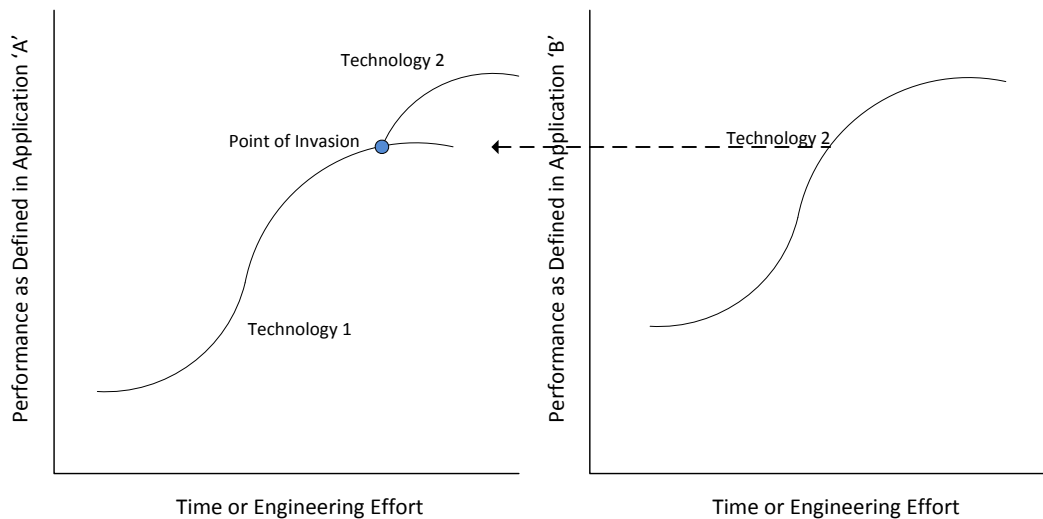 Performance as Defined in Application ‘A’
Technology 2
Point of Invasion
Technology 1
Time or Engineering Effort
Performance as Defined in Application ‘B’
Technology 2
Time or Engineering Effort